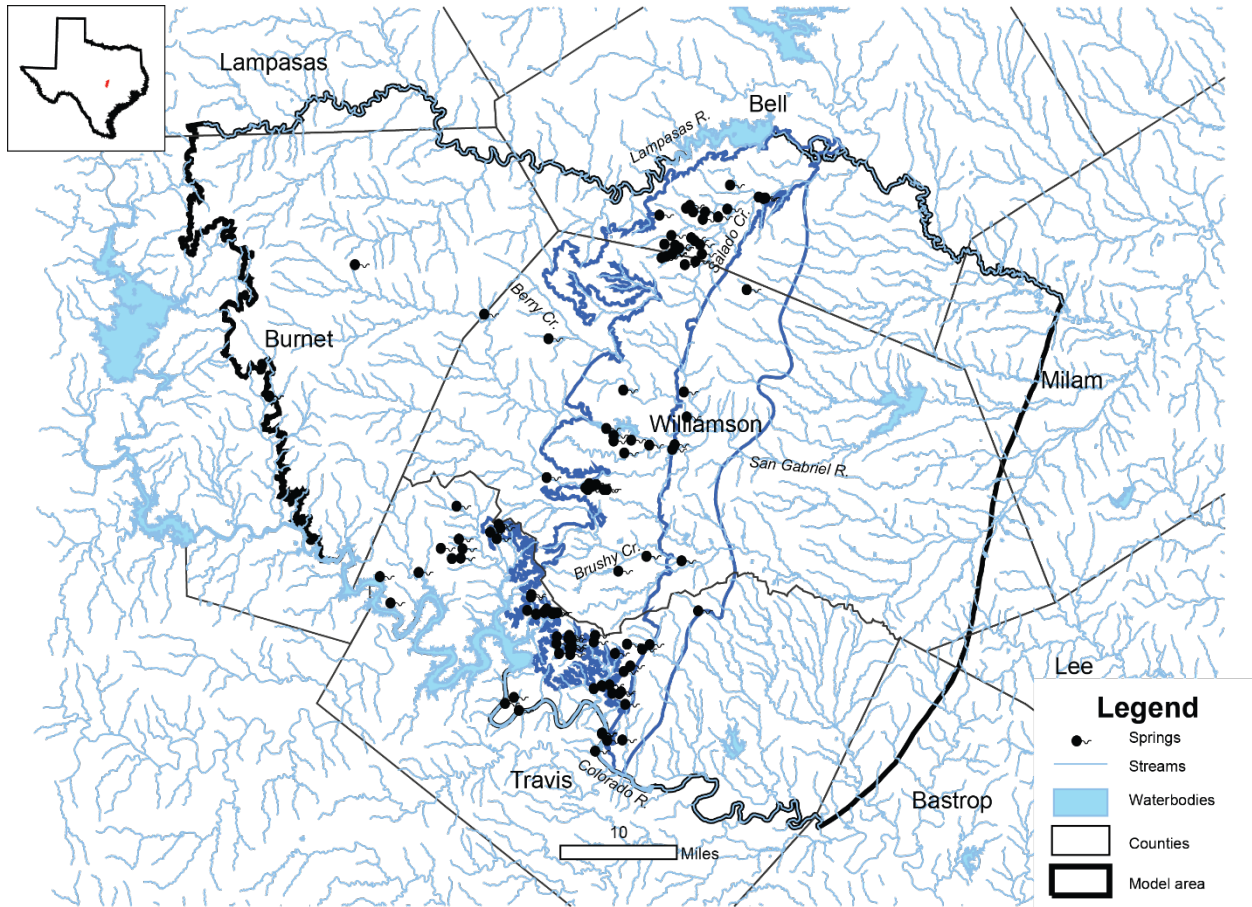 Lampasas
Bell
Lampasas R.
Salado Cr.
Berry Cr.
Burnet
Milam
Williamson
San Gabriel R.
Brushy Cr.
Lee
Travis
Colorado R.
Bastrop
10
Miles
Legend
Springs
Streams
Waterbodies
Counties
Model area